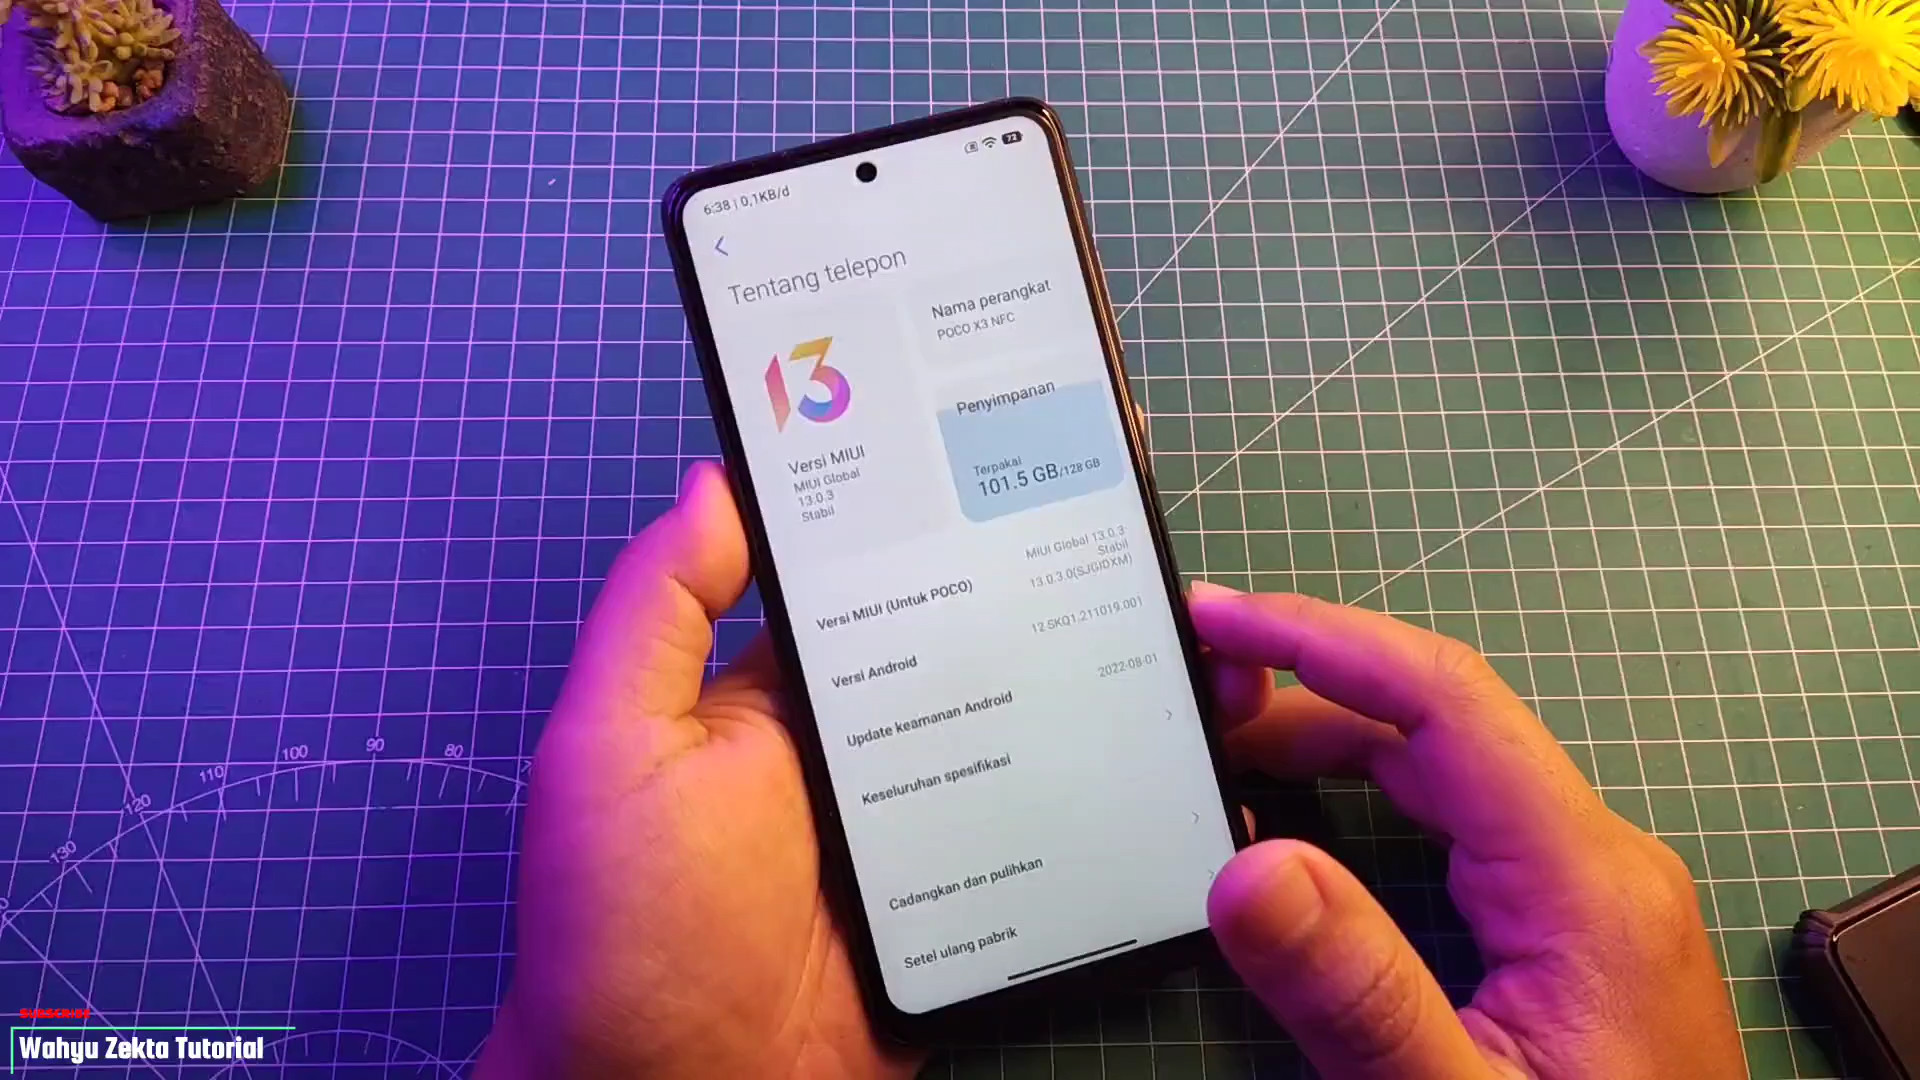 6:38 | 0,1KB/d
72
Tentang telepon
13
Versi MIUI
MIUI Global
13.0.3
Stabil
Nama perangkat
POCO X3 NFC
Penyimpanan
Terpakai
101.5 GB/128 GB
Versi MIUI (Untuk POCO)
MIUI Global 13.0.3
Stabil
13.0.3.0(SJGIDXM)
Versi Android
12 SKQ1.211019.001
Update keamanan Android
2022-08-01
Keseluruhan spesifikasi
Cadangkan dan pulihkan
Setel ulang pabrik
130
120
110
100
90
80
SUBSCRIBE
Wahyu Zekta Tutorial